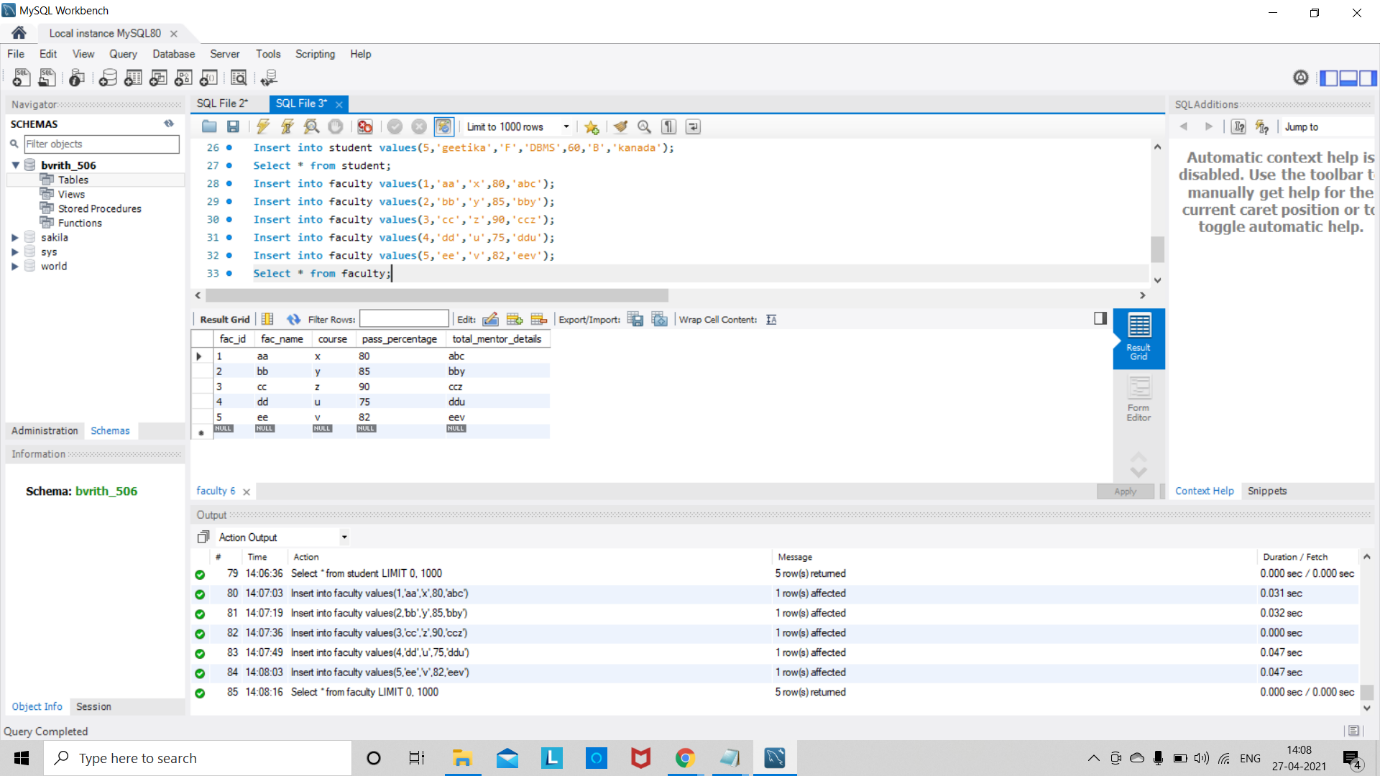 MySQL Workbench
Local instance MySQL80
File Edit View Query Database Server Tools Scripting Help
Navigator
SCHEMAS
Filter objects
bvrith_506
Tables
Views
Stored Procedures
Functions
sakila
sys
world
Administration Schemas
Information
Schema: bvrith_506
Object Info Session
SQL File 2* SQL File 3*
Limit to 1000 rows
26 Insert into student values(5,'geetika','F','DBMS',60,'B','kanada');
27 Select * from student;
28 Insert into faculty values(1,'aa','x',80,'abc');
29 Insert into faculty values(2,'bb','y',85,'bby');
30 Insert into faculty values(3,'cc','z',90,'ccz');
31 Insert into faculty values(4,'dd','u',75,'ddu');
32 Insert into faculty values(5,'ee','v',82,'eev');
33 Select * from faculty;
Result Grid Filter Rows: Edit: Export/Import: Wrap Cell Content:
fac_id fac_name course pass_percentage total_mentor_details
1 aa x 80 abc
2 bb y 85 bby
3 cc z 90 ccz
4 dd u 75 ddu
5 ee v 82 eev
NULL NULL NULL NULL NULL
Result
Grid
Form
Editor
faculty 6
Apply
SQLAdditions
Jump to
Automatic context help is
disabled. Use the toolbar t
manually get help for the
current caret position or to
toggle automatic help.
Context Help Snippets
Output
Action Output
# Time Action Message Duration / Fetch
79 14:06:36 Select * from student LIMIT 0, 1000 5 row(s) returned 0.000 sec / 0.000 sec
80 14:07:03 Insert into faculty values(1,'aa','x',80,'abc') 1 row(s) affected 0.031 sec
81 14:07:19 Insert into faculty values(2,'bb','y',85,'bby') 1 row(s) affected 0.032 sec
82 14:07:36 Insert into faculty values(3,'cc','z',90,'ccz') 1 row(s) affected 0.000 sec
83 14:07:49 Insert into faculty values(4,'dd','u',75,'ddu') 1 row(s) affected 0.047 sec
84 14:08:03 Insert into faculty values(5,'ee','v',82,'eev') 1 row(s) affected 0.047 sec
85 14:08:16 Select * from faculty LIMIT 0, 1000 5 row(s) returned 0.000 sec / 0.000 sec
Query Completed
Type here to search
L
ENG
14:08
27-04-2021
4